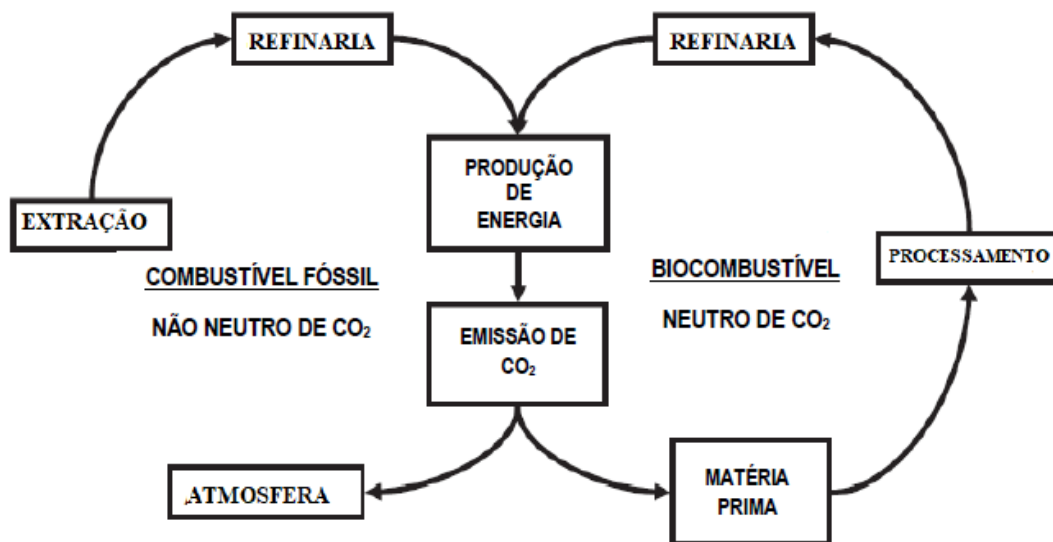 REFINARIA
REFINARIA
PRODUÇÃO
DE
ENERGIA
EXTRAÇÃO
PROCESSAMENTO
COMBUSTÍVEL FÓSSIL
NÃO NEUTRO DE CO₂
BIOCOMBUSTÍVEL
NEUTRO DE CO₂
EMISSÃO DE
CO₂
ATMOSFERA
MATÉRIA
PRIMA